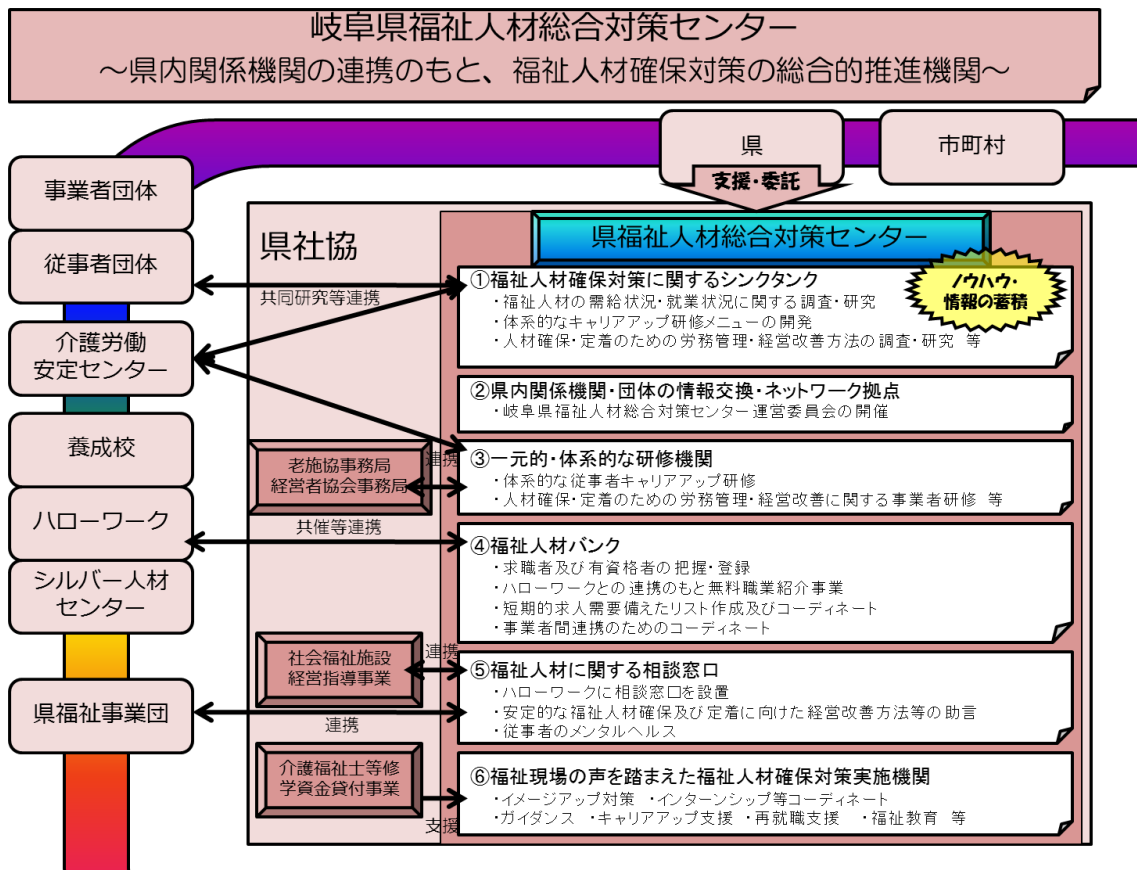 岐阜県福祉人材総合対策センター
～県内関係機関の連携のもと、福祉人材確保対策の総合的推進機関～
県
市町村
支援・委託
事業者団体
従事者団体
介護労働
安定センター
養成校
ハローワーク
シルバー人材
センター
県福祉事業団
県社協
県福祉人材総合対策センター
ノウハウ・
情報の蓄積
共同研究等連携
①福祉人材確保対策に関するシンクタンク
・福祉人材の需給状況・就業状況に関する調査・研究
・体系的なキャリアアップ研修メニューの開発
・人材確保・定着のための労務管理・経営改善方法の調査・研究 等
②県内関係機関・団体の情報交換・ネットワーク拠点
・岐阜県福祉人材総合対策センター運営委員会の開催
老施協事務局
経営者協会事務局
連携
③一元的・体系的な研修機関
・体系的な従事者キャリアアップ研修
・人材確保・定着のための労務管理・経営改善に関する事業者研修 等
共催等連携
④福祉人材バンク
・求職者及び有資格者の把握・登録
・ハローワークとの連携のもと無料職業紹介事業
・短期的求人需要備えたリスト作成及びコーディネート
・事業者間連携のためのコーディネート
社会福祉施設
経営指導事業
連携
⑤福祉人材に関する相談窓口
・ハローワークに相談窓口を設置
・安定的な福祉人材確保及び定着に向けた経営改善方法等の助言
・従事者のメンタルヘルス
連携
介護福祉士等修
学資金貸付事業
支援
⑥福祉現場の声を踏まえた福祉人材確保対策実施機関
・イメージアップ対策 ・インターンシップ等コーディネート
・ガイダンス ・キャリアアップ支援 ・再就職支援 ・福祉教育 等